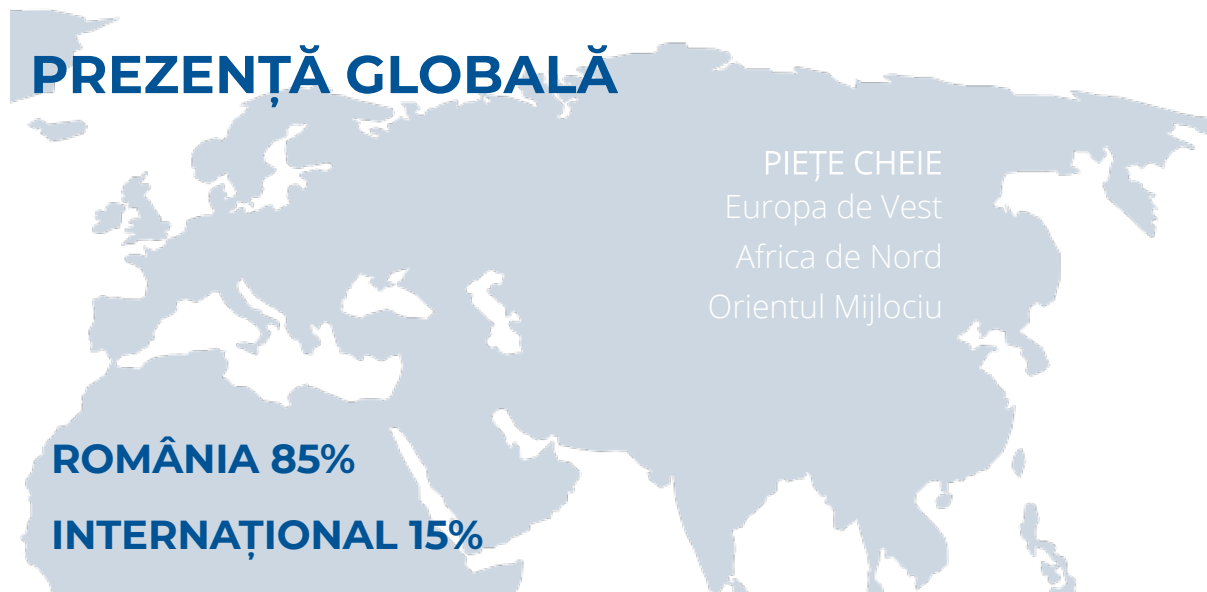 PREZENȚĂ GLOBALĂ
PIEȚE CHEIE
Europa de Vest
Africa de Nord
Orientul Mijlociu
ROMÂNIA 85%
INTERNAȚIONAL 15%